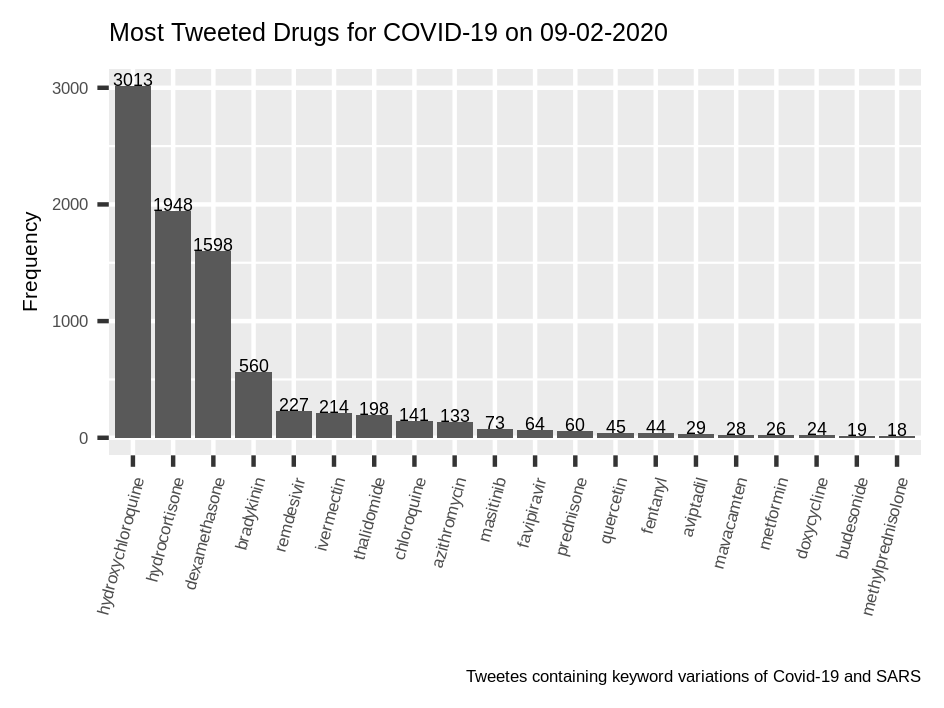 Most Tweeted Drugs for COVID-19 on 09-02-2020
Frequency
3000
2000
1000
0
3013
1948
1598
560
227
214
198
141
133
73
64
60
45
44
29
28
26
24
19
18
hydroxychloroquine
hydrocortisone
dexamethasone
bradykinin
remdesivir
ivermectin
thalidomide
chloroquine
azithromycin
masitinib
favipiravir
prednisone
quercetin
fentanyl
aviptadil
mavacamten
metformin
doxycycline
budesonide
methylprednisolone
Tweetes containing keyword variations of Covid-19 and SARS